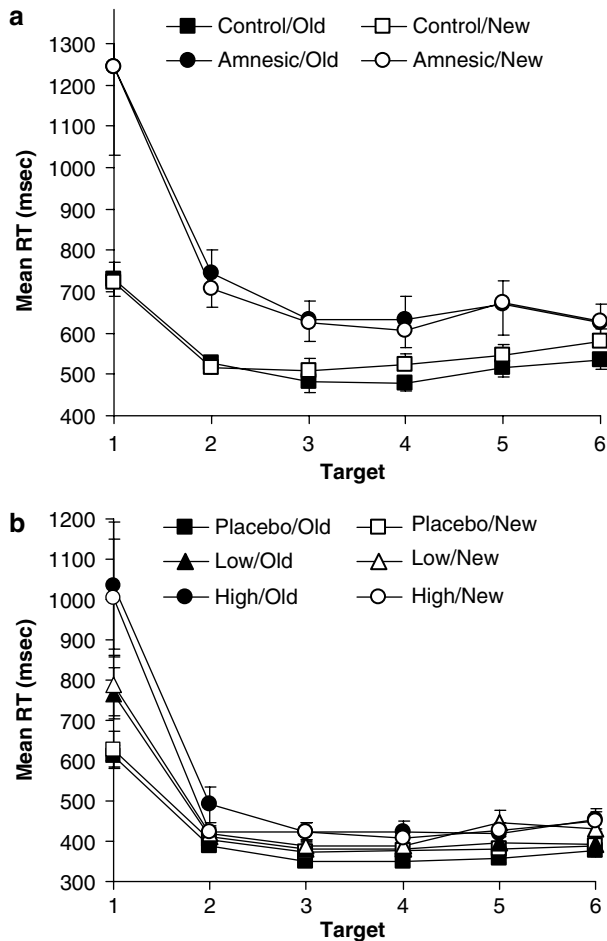 a
Control/Old Control/New
Amnesic/Old Amnesic/New
1300
1200
1100
1000
900
800
700
600
500
400
Mean RT (msec)
1 2 3 4 5 6
Target
b
Placebo/Old Placebo/New
Low/Old Low/New
High/Old High/New
1200
1100
1000
900
800
700
600
500
400
300
Mean RT (msec)
1 2 3 4 5 6
Target